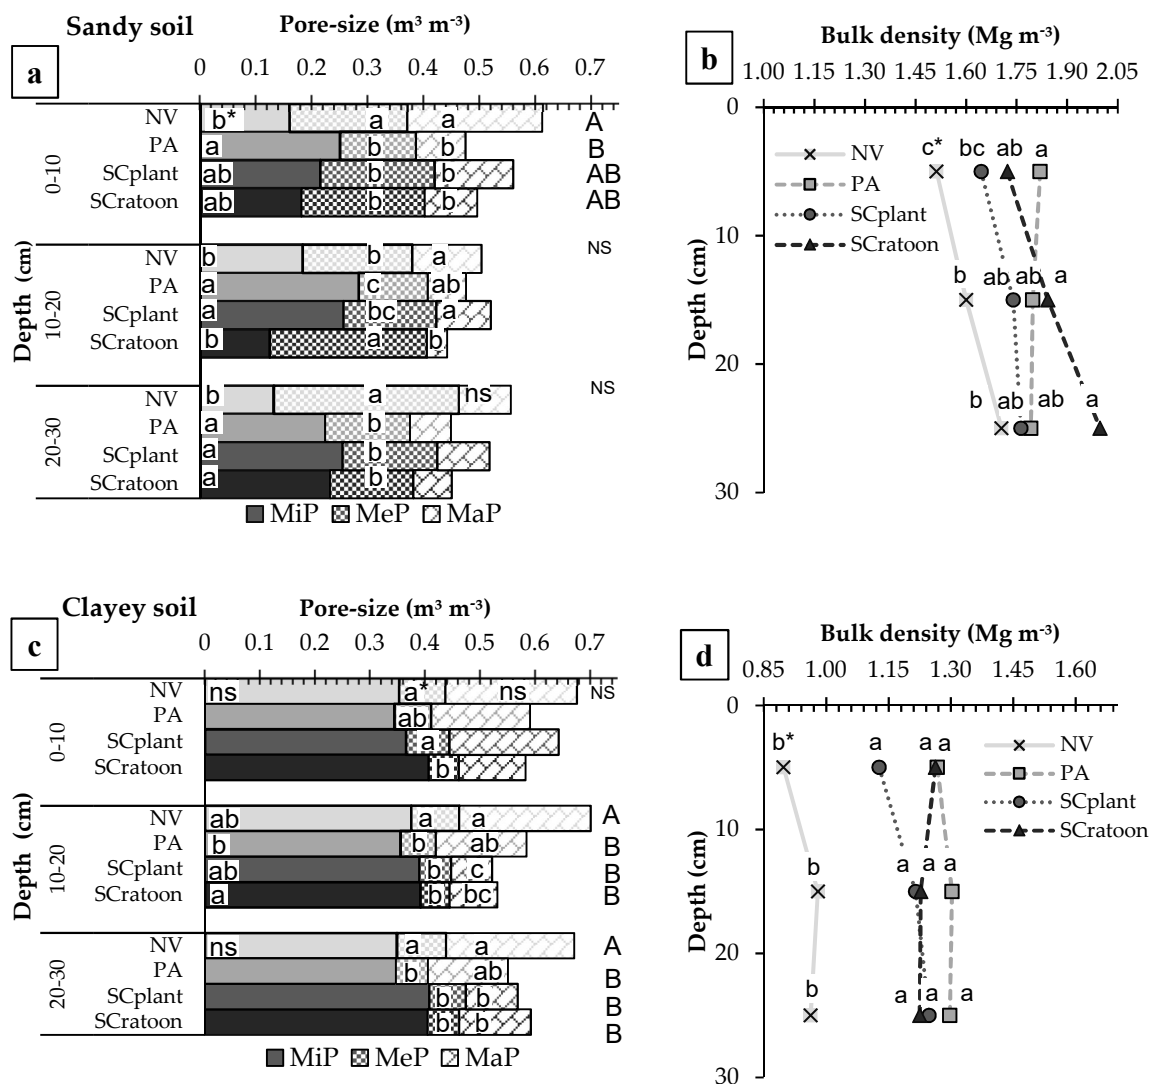 Sandy soil
Pore-size (m³ m⁻³)
a
0 0.1 0.2 0.3 0.4 0.5 0.6 0.7
Depth (cm)
0-10
NV b* a a A
PA a b b B
SCplant ab b b AB
SCratoon ab b b AB
10-20
NV b b a NS
PA a c ab
SCplant a bc a
SCratoon b a b
20-30
NV b a ns NS
PA a b
SCplant a b
SCratoon a b
MiP MeP MaP
b
Bulk density (Mg m⁻³)
1.00 1.15 1.30 1.45 1.60 1.75 1.90 2.05
Depth (cm)
0
10
20
30
NV
PA
SCplant
SCratoon
c* bc ab a
b ab ab a
b ab ab a
Clayey soil
Pore-size (m³ m⁻³)
c
0 0.1 0.2 0.3 0.4 0.5 0.6 0.7
Depth (cm)
0-10
NV ns a* ns NS
PA ab
SCplant a
SCratoon b
10-20
NV ab a a A
PA b b ab B
SCplant ab b c B
SCratoon a b bc B
20-30
NV ns a a A
PA b ab B
SCplant b b B
SCratoon b b B
MiP MeP MaP
d
Bulk density (Mg m⁻³)
0.85 1.00 1.15 1.30 1.45 1.60
Depth (cm)
0
10
20
30
NV
PA
SCplant
SCratoon
b* a a a
b a a a
b a a a